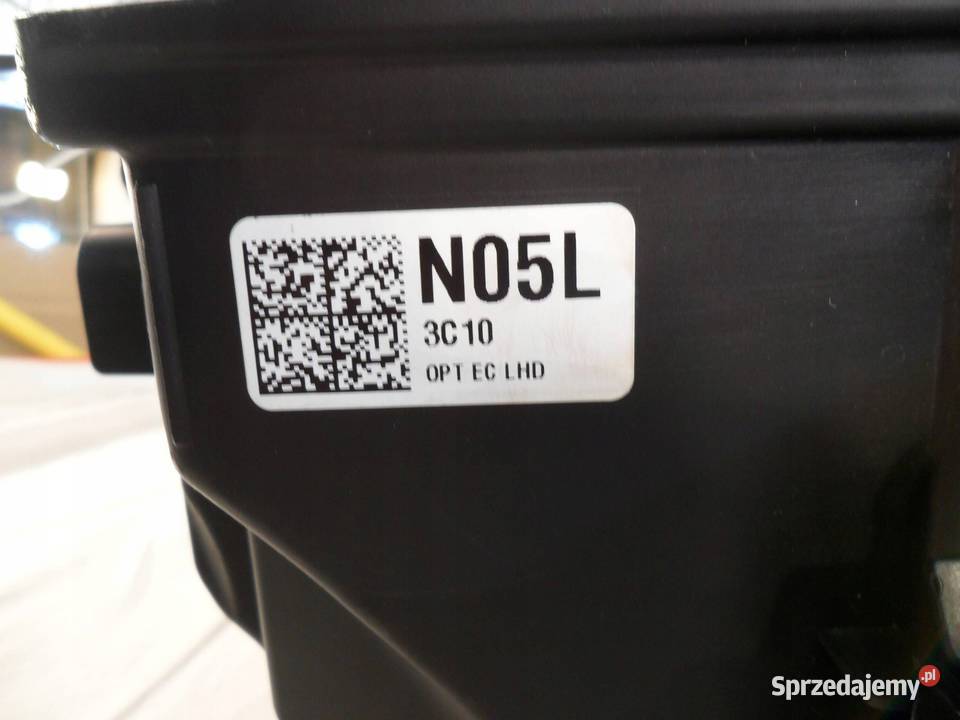 N05L
3C10
OPT EC LHD
Sprzedajemy.pl